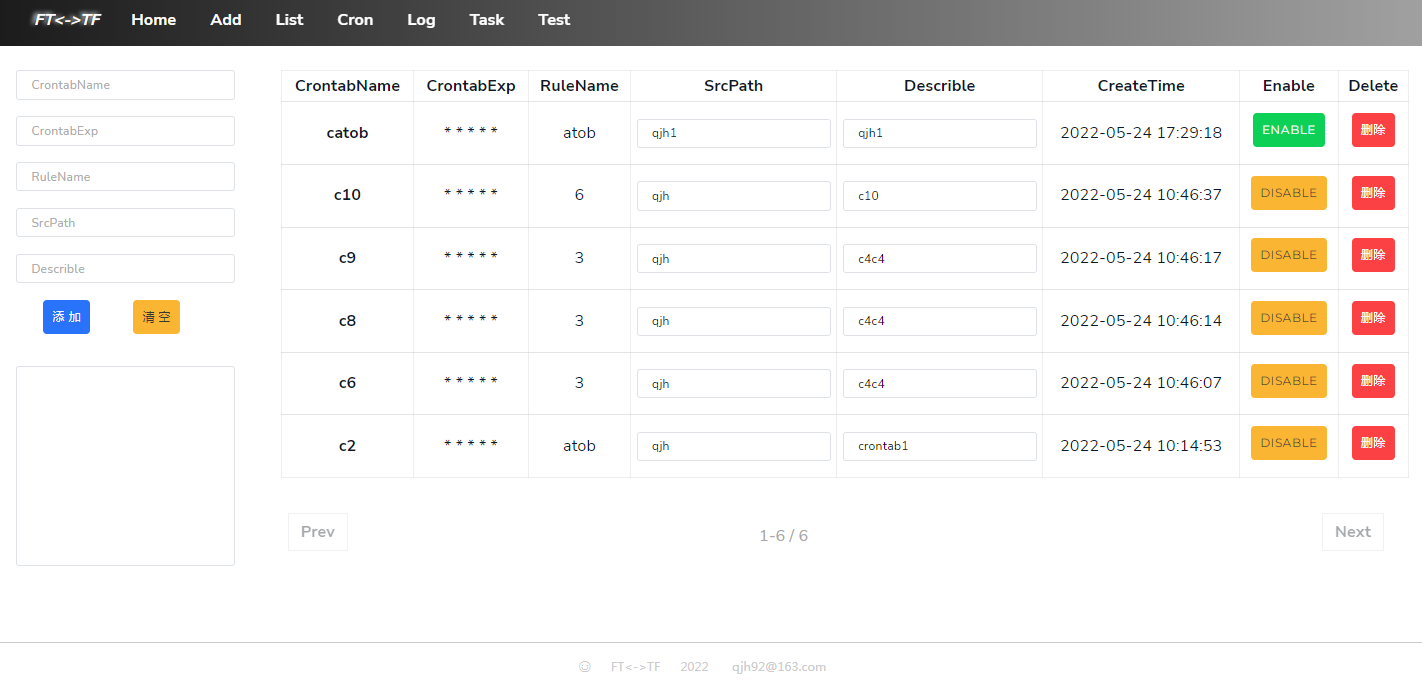 FT<->TF Home Add List Cron Log Task Test
CrontabName
CrontabExp
RuleName
SrcPath
Describle
添 加 清 空
CrontabName CrontabExp RuleName SrcPath Describle CreateTime Enable Delete
catob * * * * * atob qjh1 qjh1 2022-05-24 17:29:18 ENABLE 删除
c10 * * * * * 6 qjh c10 2022-05-24 10:46:37 DISABLE 删除
c9 * * * * * 3 qjh c4c4 2022-05-24 10:46:17 DISABLE 删除
c8 * * * * * 3 qjh c4c4 2022-05-24 10:46:14 DISABLE 删除
c6 * * * * * 3 qjh c4c4 2022-05-24 10:46:07 DISABLE 删除
c2 * * * * * atob qjh crontab1 2022-05-24 10:14:53 DISABLE 删除
Prev 1-6 / 6 Next
FT<->TF 2022 qjh92@163.com